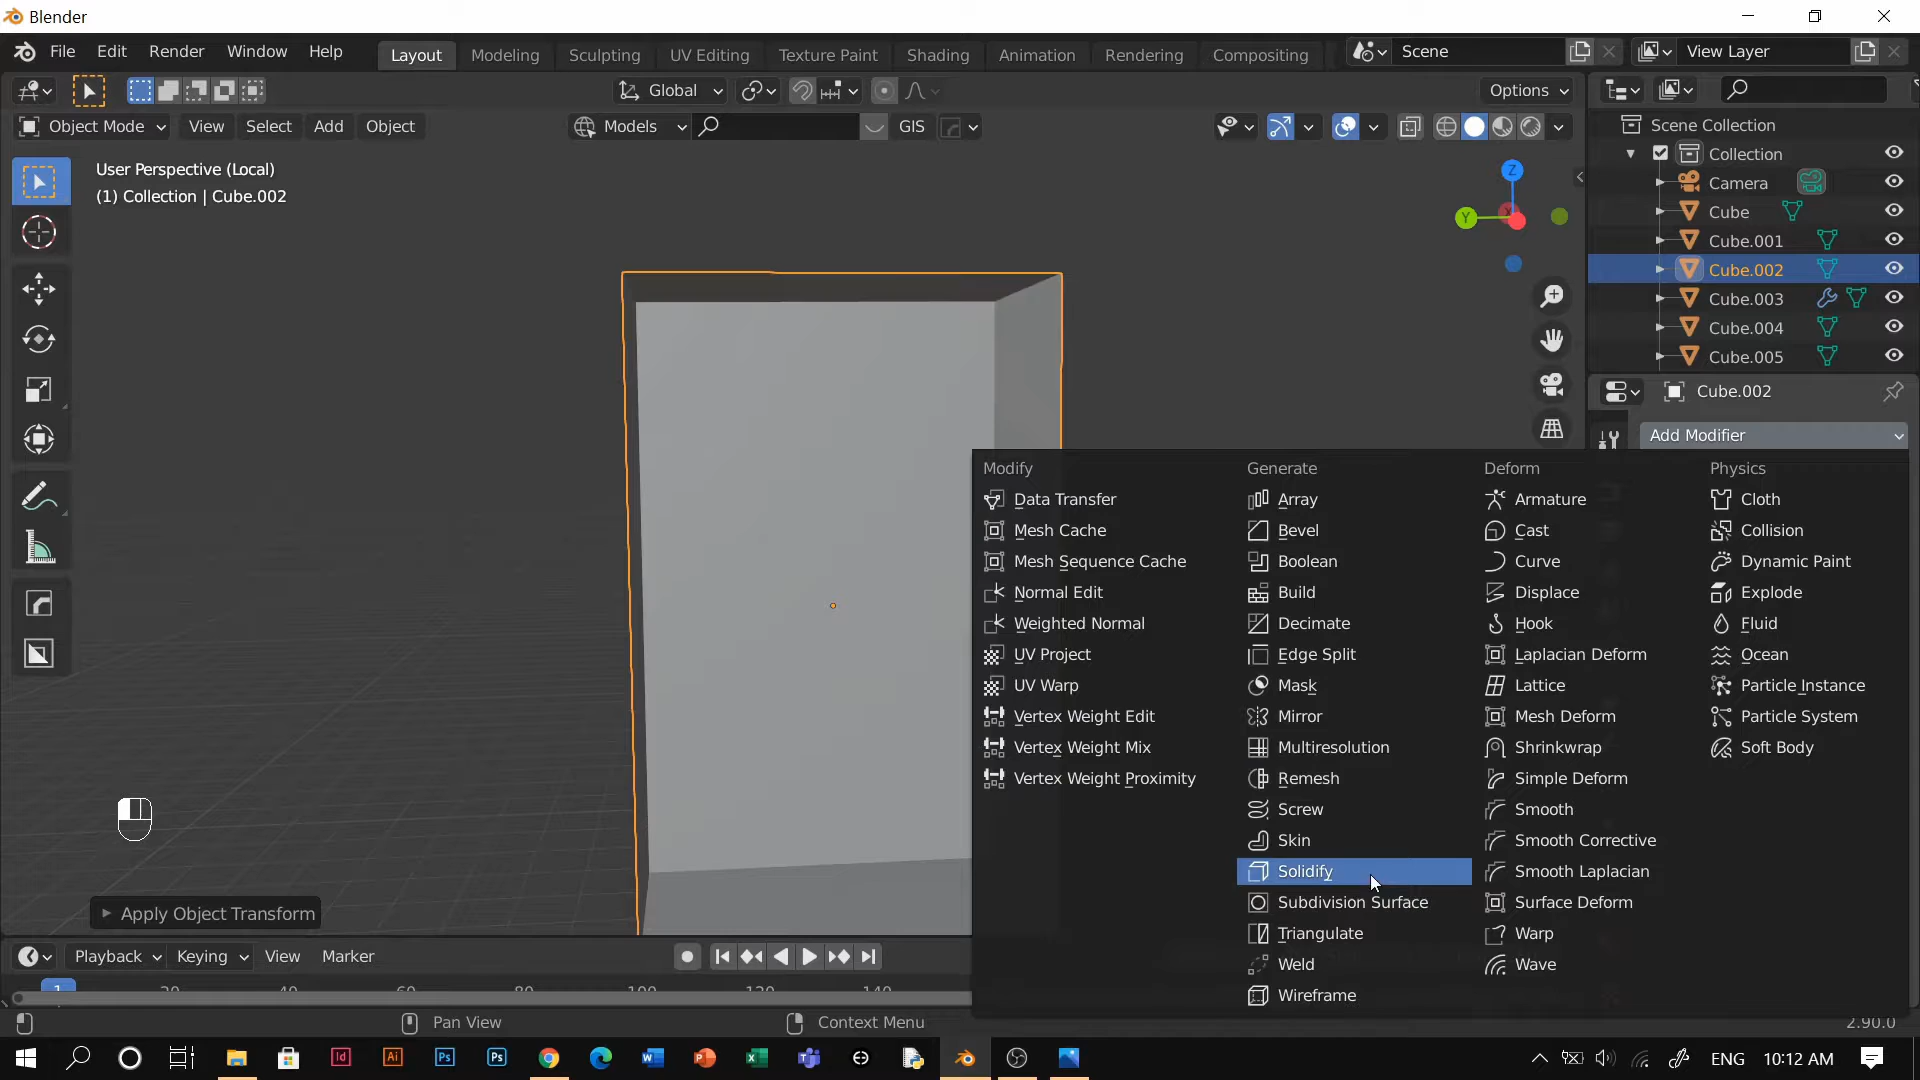 Blender
File Edit Render Window Help Layout Modeling Sculpting UV Editing Texture Paint Shading Animation Rendering Compositing Scene View Layer
Global Options
Object Mode View Select Add Object Models GIS
User Perspective (Local)
(1) Collection | Cube.002
Z
Y
Scene Collection
Collection
Camera
Cube
Cube.001
Cube.002
Cube.003
Cube.004
Cube.005
Cube.002
Add Modifier
Modify Generate Deform Physics
Data Transfer Array Armature Cloth
Mesh Cache Bevel Cast Collision
Mesh Sequence Cache Boolean Curve Dynamic Paint
Normal Edit Build Displace Explode
Weighted Normal Decimate Hook Fluid
UV Project Edge Split Laplacian Deform Ocean
UV Warp Mask Lattice Particle Instance
Vertex Weight Edit Mirror Mesh Deform Particle System
Vertex Weight Mix Multiresolution Shrinkwrap Soft Body
Vertex Weight Proximity Remesh Simple Deform
Screw Smooth
Skin Smooth Corrective
Solidify Smooth Laplacian
Subdivision Surface Surface Deform
Triangulate Warp
Weld Wave
Wireframe
Apply Object Transform
Playback Keying View Marker
1 20 40 60 80 100 120 140
Pan View Context Menu 2.90.0
ENG 10:12 AM